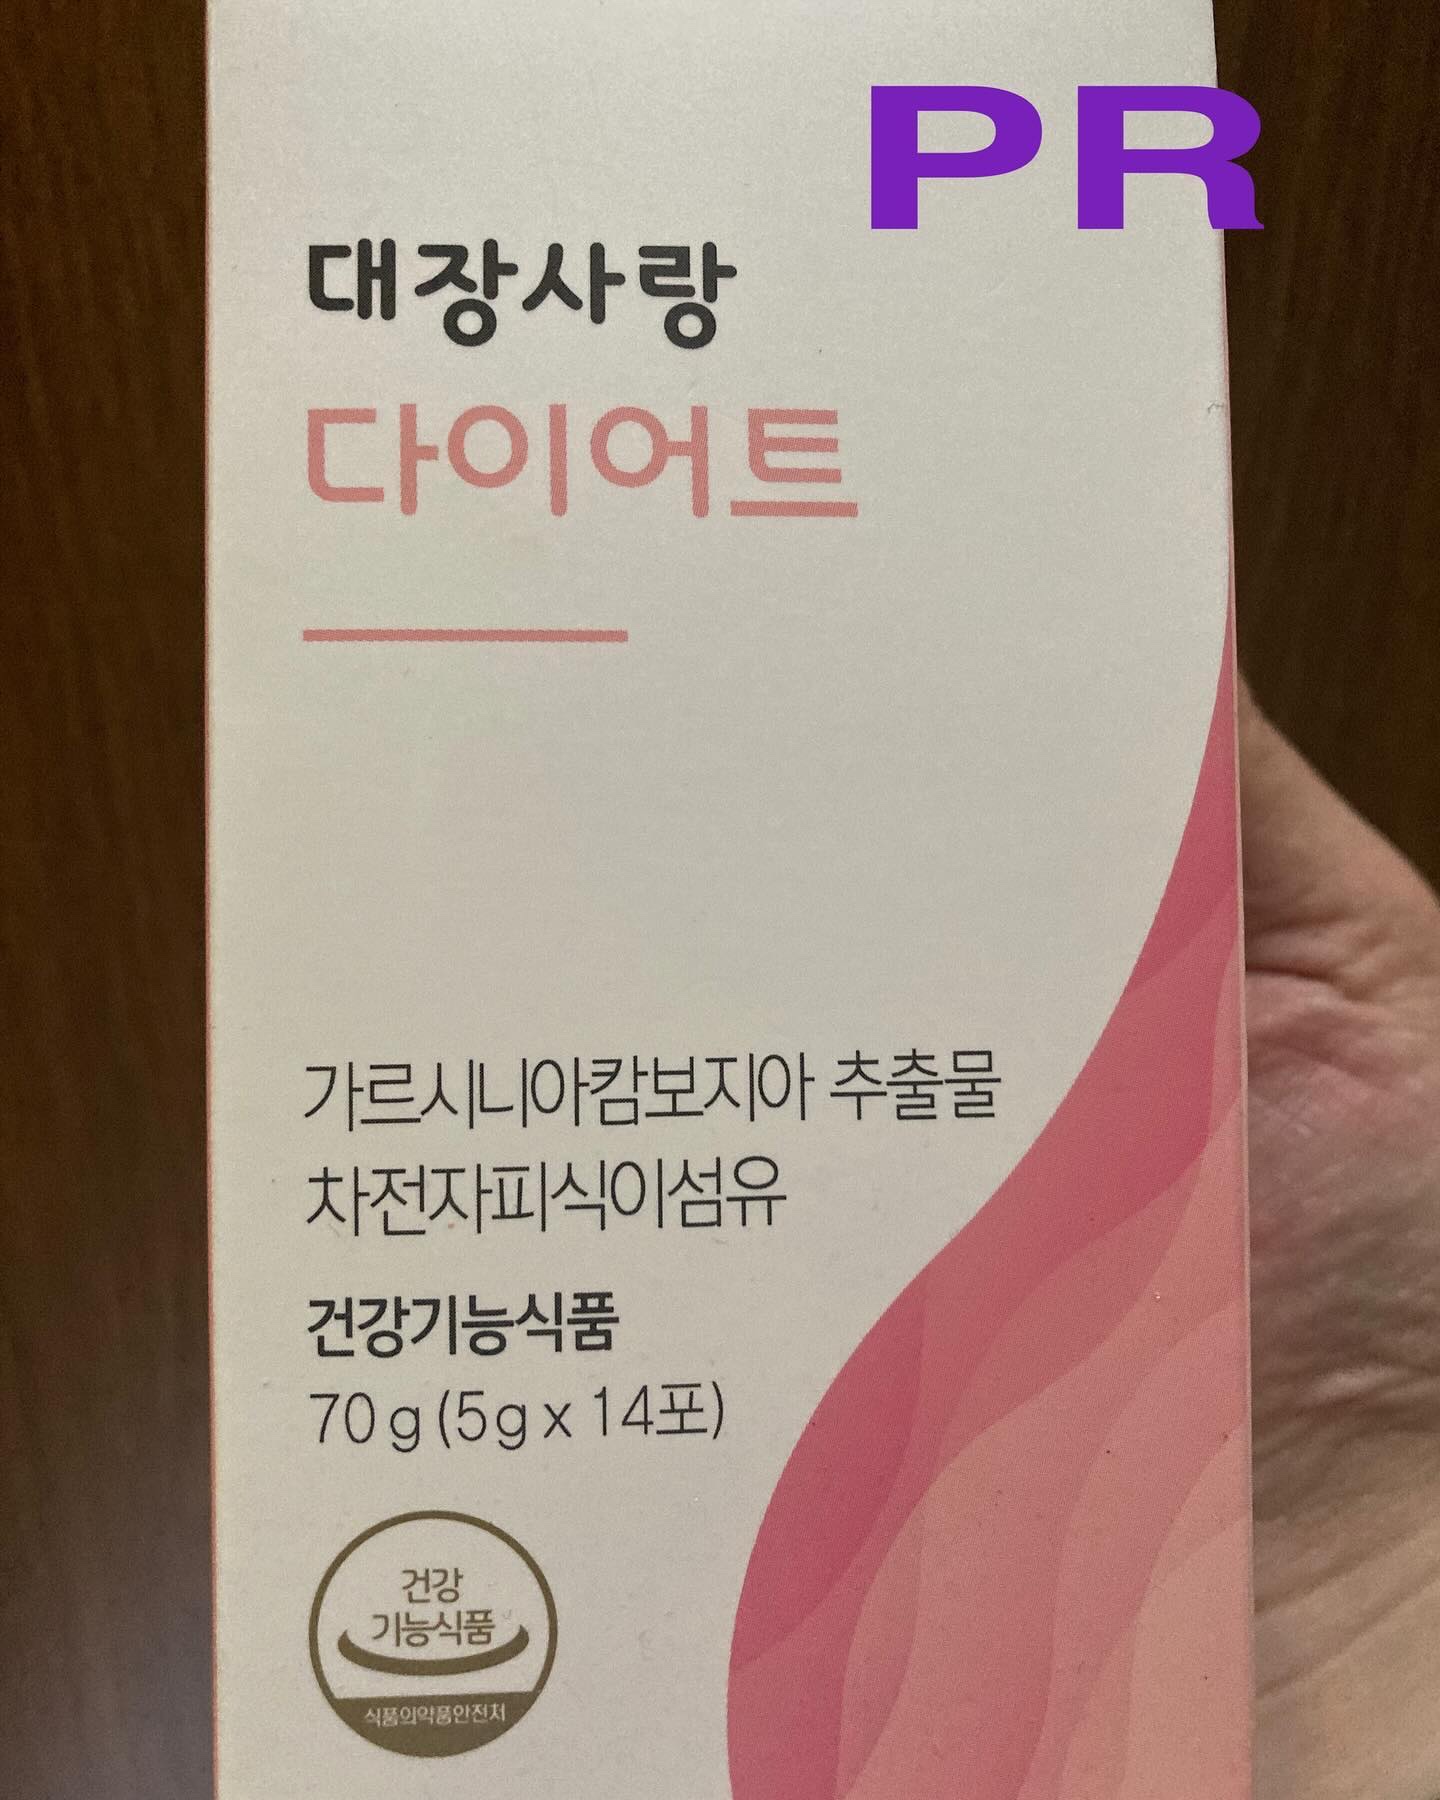 PR
대장사랑
다이어트
가르시니아캄보지아 추출물
차전자피식이섬유
건강기능식품
70 g (5g x 14포)
건강
기능식품
식품의약품안전처